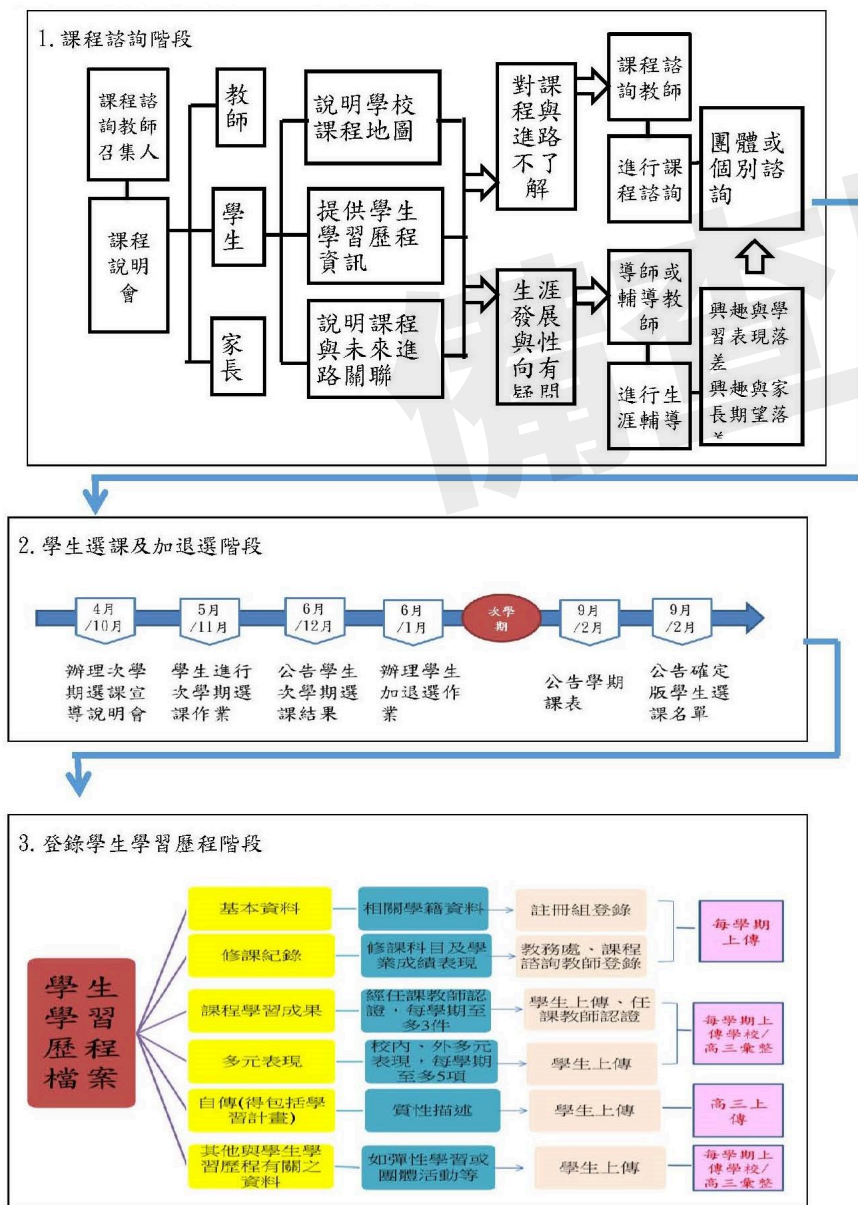 1.課程諮詢階段
課程諮
詢教師
召集人
課程
說明
會
教
師
學
生
家
長
說明學校
課程地圖
提供學生
學習歷程
資訊
說明課程
與未來進
路關聯
對課
程與
進路
不了
解
生涯
發展
與性
向有
疑問
課程諮
詢教師
進行課
程諮詢
團體或
個別諮
詢
導師或
輔導教
師
進行生
涯輔導
興趣與學
習表現落
差
興趣與家
長期望落
差
備查
2.學生選課及加退選階段
4月
/10月
5月
/11月
6月
/12月
6月
/1月
次學
期
9月
/2月
9月
/2月
辦理次學
期選課宣
導說明會
學生進行
次學期選
課作業
公告學生
次學期選
課結果
辦理學生
加退選作
業
公告學期
課表
公告確定
版學生選
課名單
3.登錄學生學習歷程階段
學生
學習
歷程
檔案
基本資料
相關學籍資料
註冊組登錄
每學期
上傳
修課紀錄
修課科目及學
業成績表現
教務處、課程
諮詢教師登錄
課程學習成果
經任課教師認
證，每學期至
多3件
學生上傳、任
課教師認證
每學期上
傳學校/
高三彙整
多元表現
校內、外多元
表現，每學期
至多5項
學生上傳
自傳(得包括學
習計畫)
質性描述
學生上傳
高三上
傳
其他與學生學
習歷程有關之
資料
如彈性學習或
團體活動等
學生上傳
每學期上
傳學校/
高三彙整